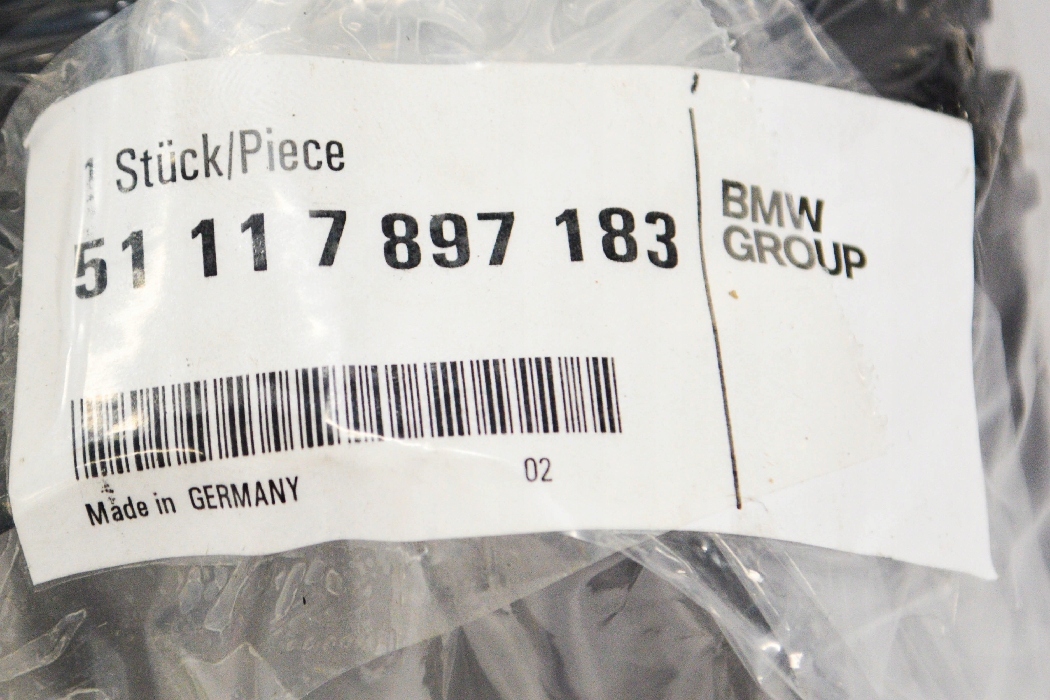 1 Stück/Piece
51 11 7 897 183
BMW
GROUP
02
Made in GERMANY